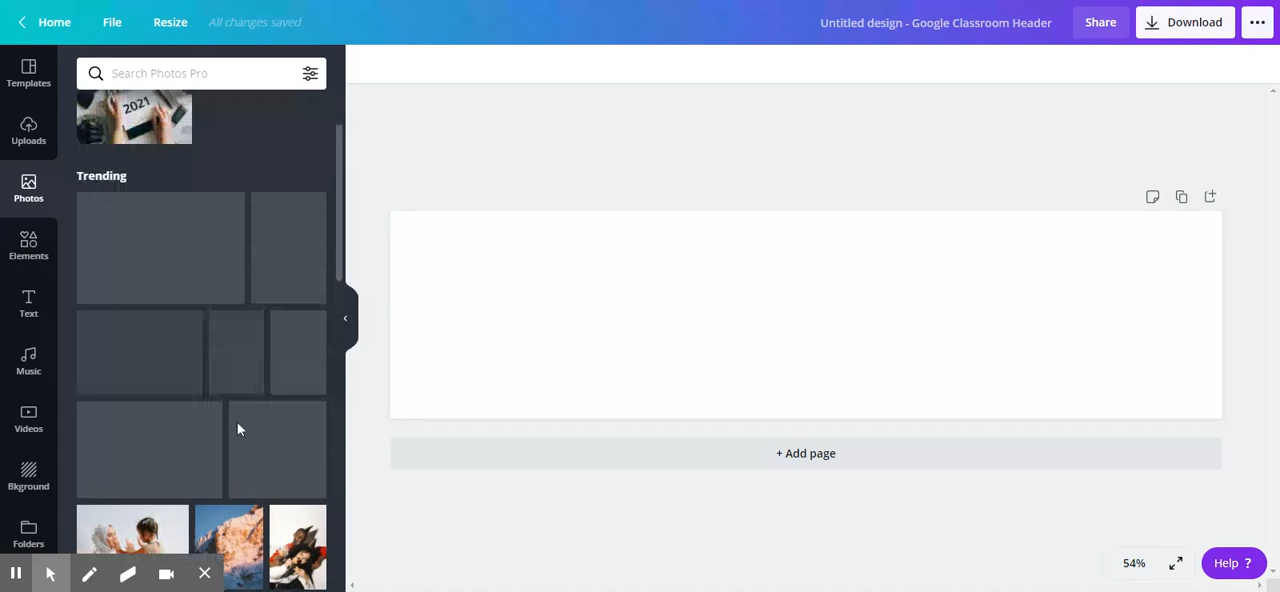 Home File Resize All changes saved Untitled design - Google Classroom Header Share Download
Templates
Uploads
Photos
Elements
Text
Music
Videos
Bkground
Folders
Search Photos Pro
2021
Trending
+ Add page
54%
Help ?